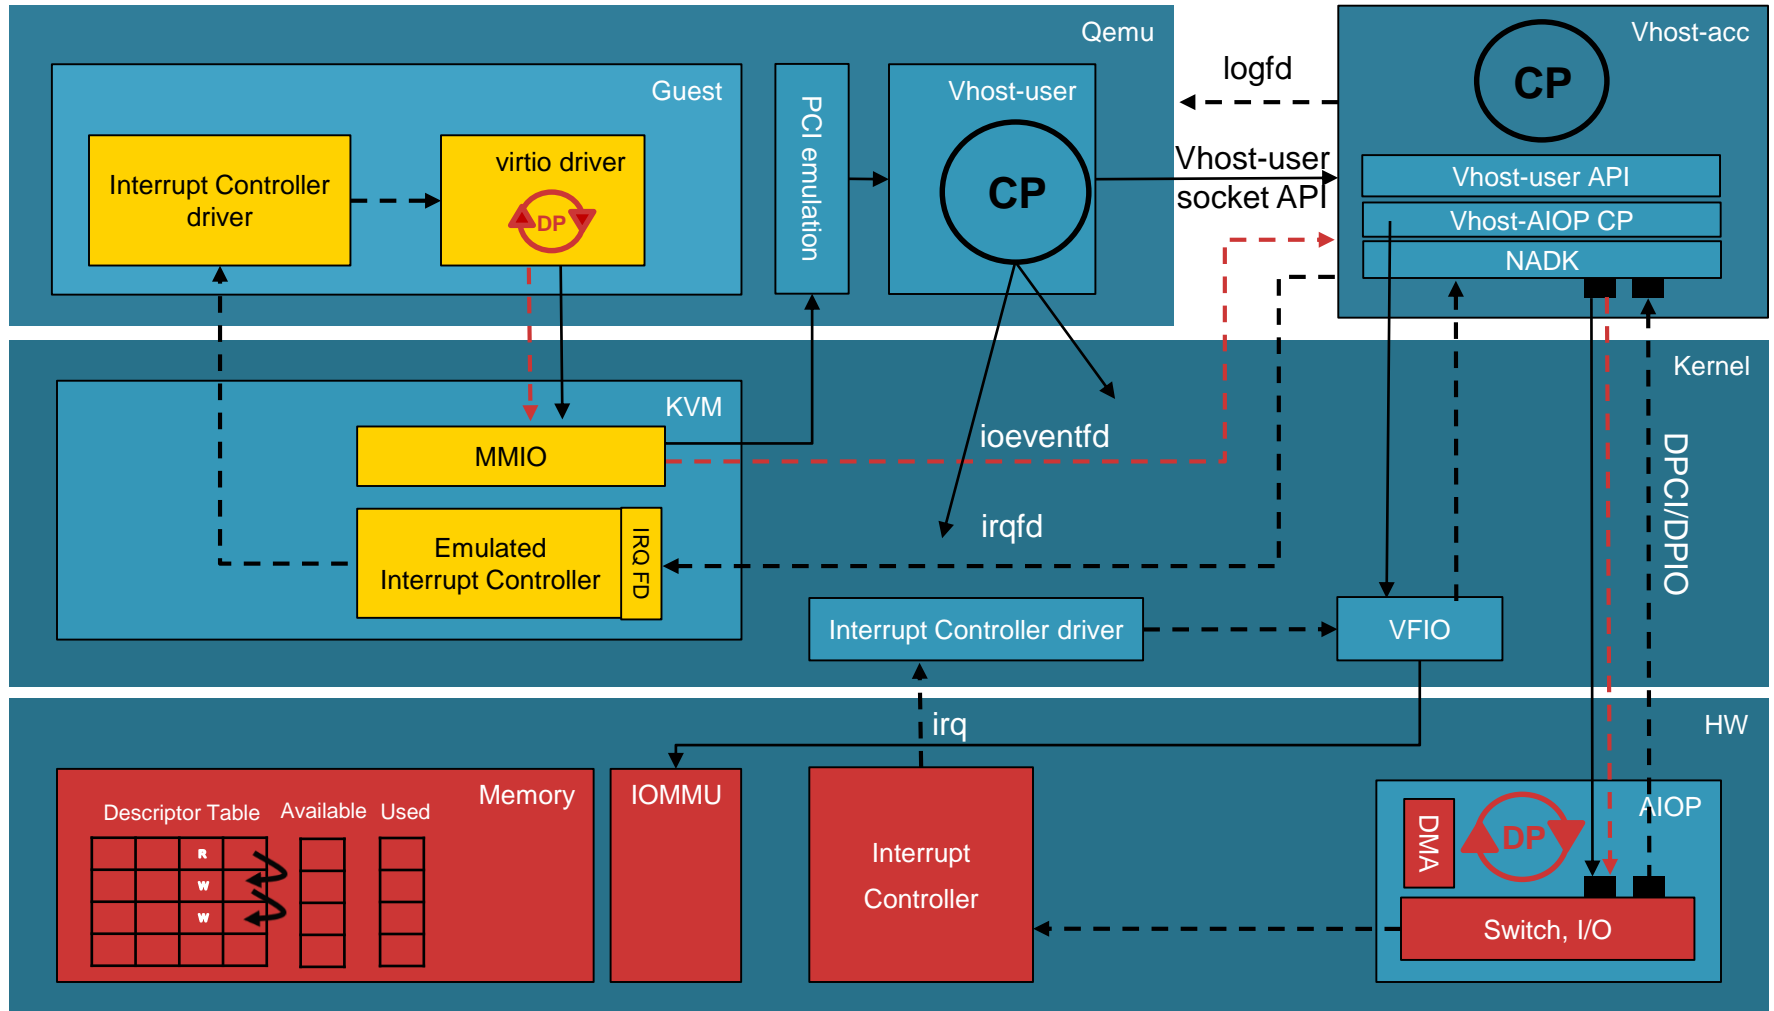 Qemu
Guest
Interrupt Controller
driver
virtio driver
DP
PCI emulation
Vhost-user
CP
logfd
Vhost-user
socket API
Vhost-acc
CP
Vhost-user API
Vhost-AIOP CP
NADK
Kernel
KVM
MMIO
Emulated
Interrupt Controller
IRQ FD
ioeventfd
irqfd
Interrupt Controller driver
VFIO
DPCI/DPIO
HW
irq
Memory
Descriptor Table
Available
Used
R
W
W
IOMMU
Interrupt
Controller
AIOP
DMA
DP
Switch, I/O